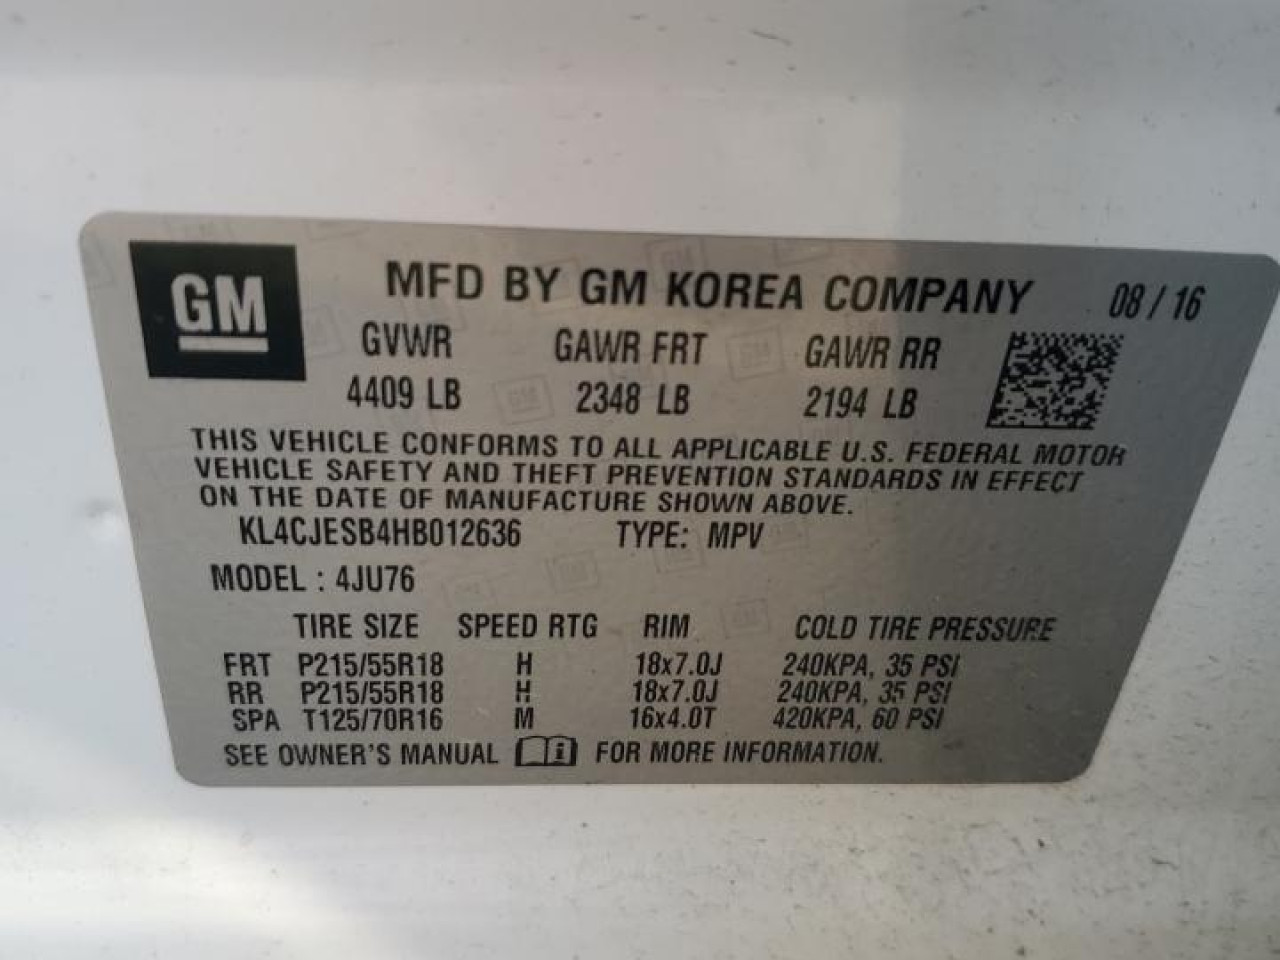 GM
MFD BY GM KOREA COMPANY 08 / 16
GVWR GAWR FRT GAWR RR
4409 LB 2348 LB 2194 LB
THIS VEHICLE CONFORMS TO ALL APPLICABLE U.S. FEDERAL MOTOR
VEHICLE SAFETY AND THEFT PREVENTION STANDARDS IN EFFECT
ON THE DATE OF MANUFACTURE SHOWN ABOVE.
KL4CJESB4HB012636 TYPE: MPV
MODEL : 4JU76
TIRE SIZE SPEED RTG RIM COLD TIRE PRESSURE
FRT P215/55R18 H 18x7.0J 240KPA, 35 PSI
RR P215/55R18 H 18x7.0J 240KPA, 35 PSI
SPA T125/70R16 M 16x4.0T 420KPA, 60 PSI
SEE OWNER'S MANUAL i FOR MORE INFORMATION.